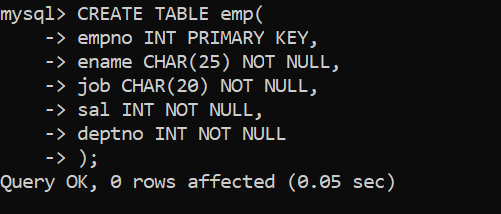 mysql> CREATE TABLE emp(
    -> empno INT PRIMARY KEY,
    -> ename CHAR(25) NOT NULL,
    -> job CHAR(20) NOT NULL,
    -> sal INT NOT NULL,
    -> deptno INT NOT NULL
    -> );
Query OK, 0 rows affected (0.05 sec)